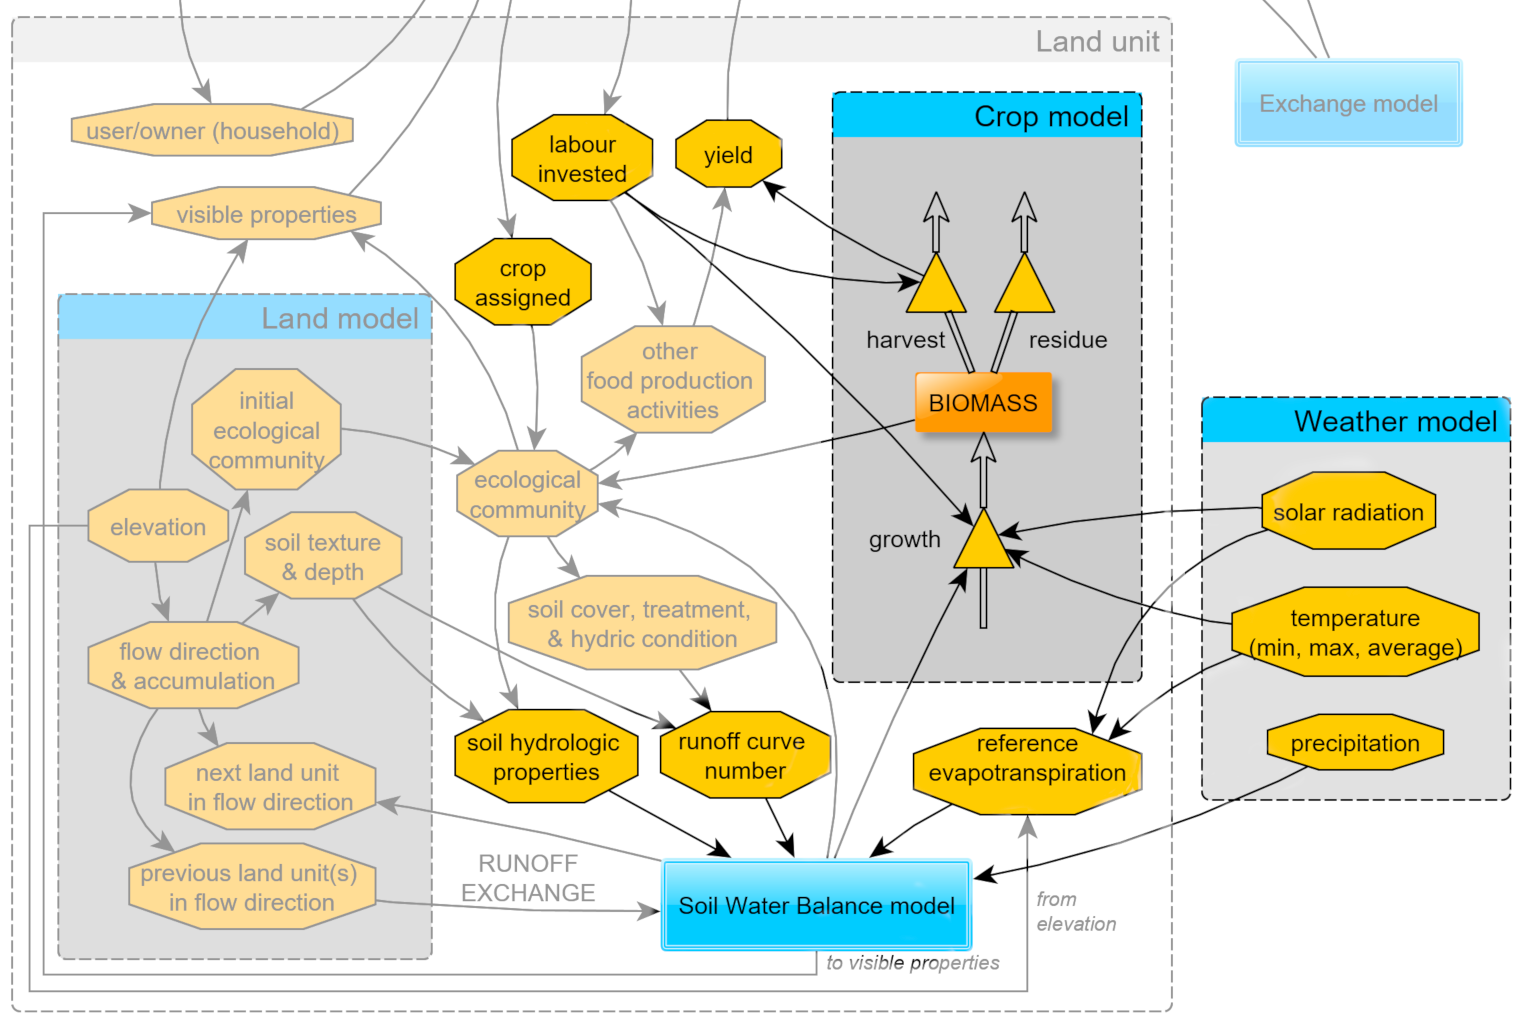 Land unit
Exchange model
user/owner (household)
labour
invested
yield
Crop model
visible properties
crop
assigned
Land model
harvest
residue
other
food production
activities
initial
ecological
community
BIOMASS
Weather model
ecological
community
elevation
soil texture
& depth
growth
solar radiation
soil cover, treatment,
& hydric condition
temperature
(min, max, average)
flow direction
& accumulation
soil hydrologic
properties
runoff curve
number
reference
evapotranspiration
precipitation
next land unit
in flow direction
previous land unit(s)
in flow direction
RUNOFF
EXCHANGE
Soil Water Balance model
from
elevation
to visible properties